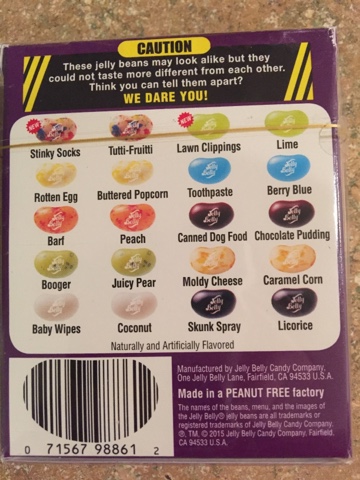 CAUTION
These jelly beans may look alike but they
could not taste more different from each other.
Think you can tell them apart?
WE DARE YOU!
NEW NEW
Stinky Socks Tutti-Fruitti Lawn Clippings Lime
Rotten Egg Buttered Popcorn Toothpaste Berry Blue
Barf Peach Canned Dog Food Chocolate Pudding
Booger Juicy Pear Moldy Cheese Caramel Corn
Baby Wipes Coconut Skunk Spray Licorice
Naturally and Artificially Flavored
Manufactured by Jelly Belly Candy Company,
One Jelly Belly Lane, Fairfield, CA 94533 U.S.A.
Made in a PEANUT FREE factory
The names of the beans, menu, and the images of
the Jelly Belly® jelly beans are all trademarks or
registered trademarks of Jelly Belly Candy Company.
®, TM, © 2015 Jelly Belly Candy Company, Fairfield,
CA 94533 U.S.A.
0 71567 98861 2